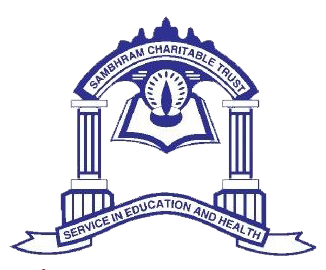 SAMBHRAM CHARITABLE TRUST
SERVICE IN EDUCATION AND HEALTH